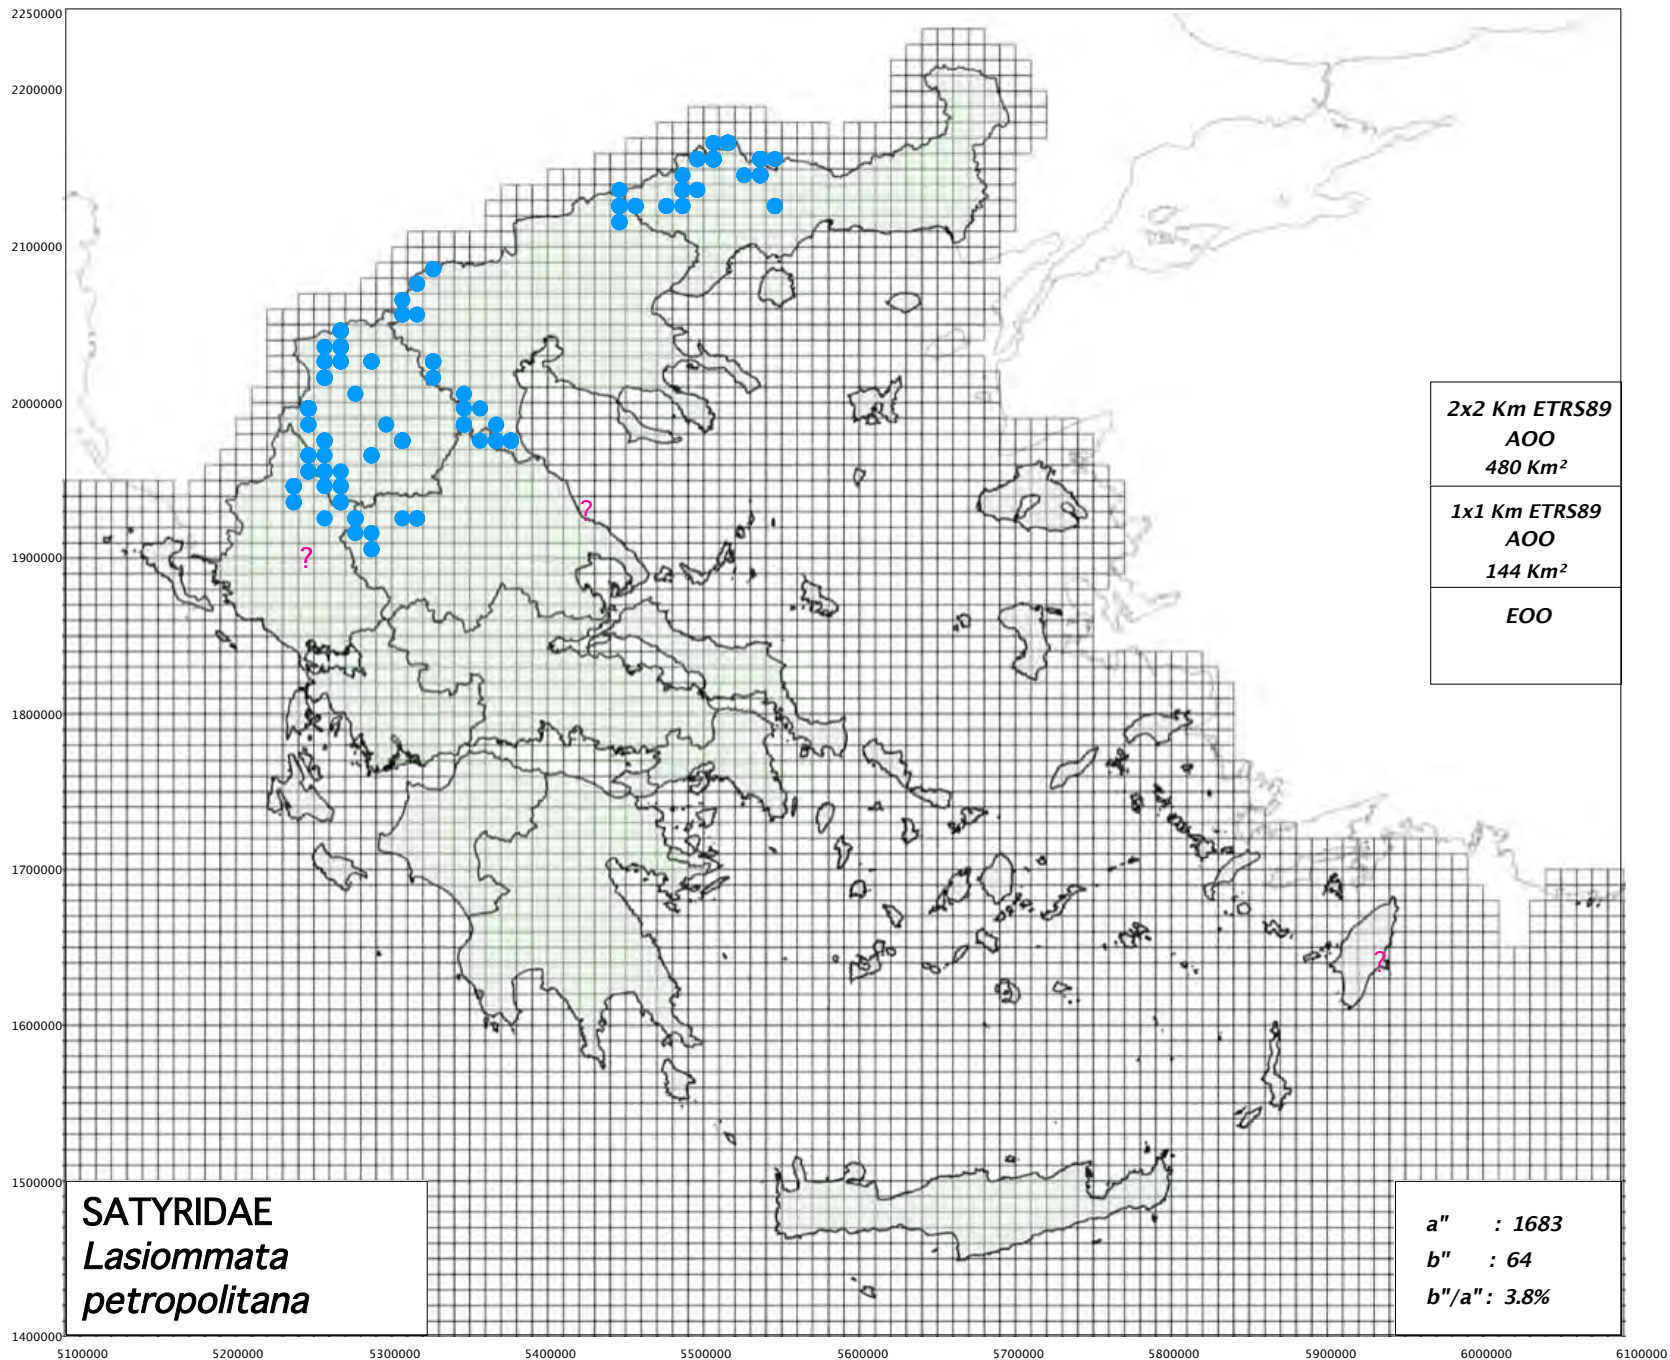 2250000
2200000
2100000
2000000
1900000
1800000
1700000
1600000
1500000
1400000
5100000 5200000 5300000 5400000 5500000 5600000 5700000 5800000 5900000 6000000 6100000
?
?
?
2x2 Km ETRS89
AOO
480 Km²
1x1 Km ETRS89
AOO
144 Km²
EOO
SATYRIDAE
Lasiommata
petropolitana
a" : 1683
b" : 64
b"/a" : 3.8%